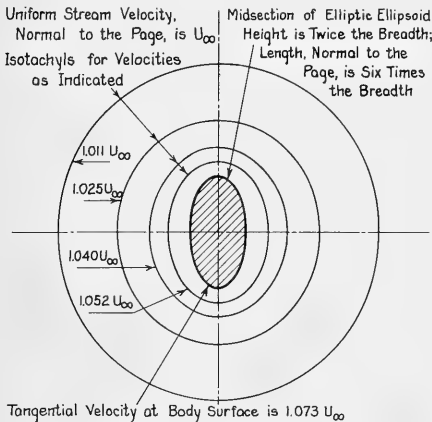 Uniform Stream Velocity,
Normal to the Page, is U∞
Isotachyls for Velocities
as Indicated
Midsection of Elliptic Ellipsoid
Height is Twice the Breadth;
Length, Normal to the
Page, is Six Times
the Breadth
1.011 U∞
1.025U∞
1.040U∞
1.052 U∞
Tangential Velocity at Body Surface is 1.073 U∞